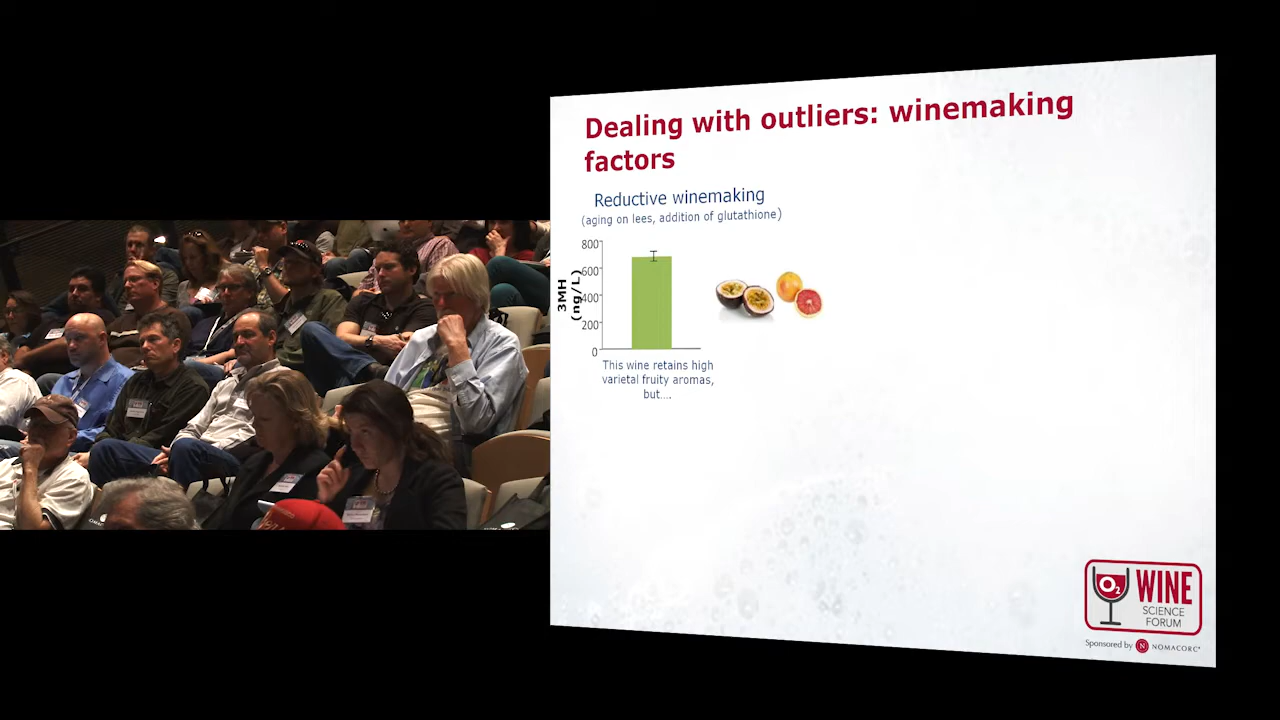 Dealing with outliers: winemaking
factors
Reductive winemaking
(aging on lees, addition of glutathione)
800
600
400
200
0
3MH
(ng/L)
This wine retains high
varietal fruity aromas,
but....
O2
WINE
SCIENCE
FORUM
Sponsored by N NOMACORC